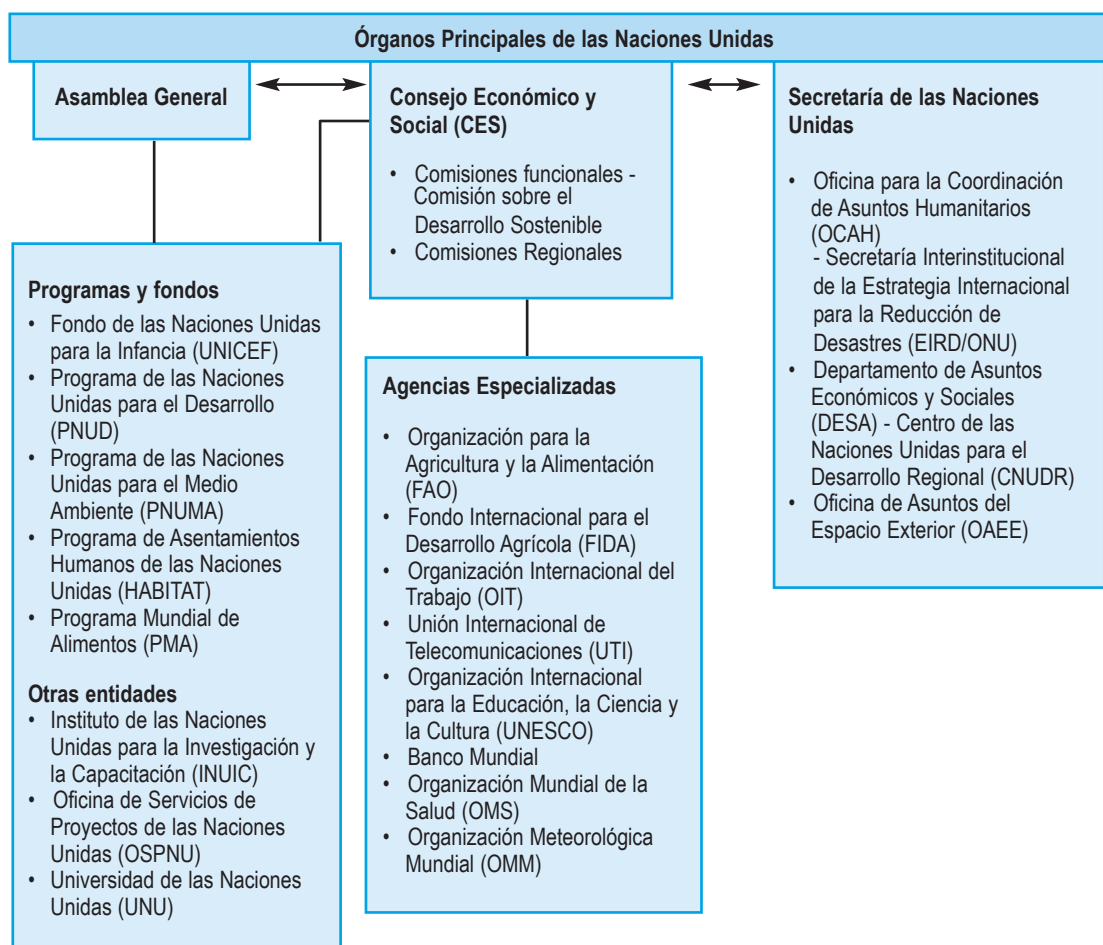 Órganos Principales de las Naciones Unidas
Asamblea General
Consejo Económico y
Social (CES)
• Comisiones funcionales -
Comisión sobre el
Desarrollo Sostenible
• Comisiones Regionales
Secretaría de las Naciones
Unidas
• Oficina para la Coordinación
de Asuntos Humanitarios
(OCAH)
- Secretaría Interinstitucional
de la Estrategia Internacional
para la Reducción de
Desastres (EIRD/ONU)
• Departamento de Asuntos
Económicos y Sociales
(DESA) - Centro de las
Naciones Unidas para el
Desarrollo Regional (CNUDR)
• Oficina de Asuntos del
Espacio Exterior (OAEE)
Programas y fondos
• Fondo de las Naciones Unidas
para la Infancia (UNICEF)
• Programa de las Naciones
Unidas para el Desarrollo
(PNUD)
• Programa de las Naciones
Unidas para el Medio
Ambiente (PNUMA)
• Programa de Asentamientos
Humanos de las Naciones
Unidas (HABITAT)
• Programa Mundial de
Alimentos (PMA)
Otras entidades
• Instituto de las Naciones
Unidas para la Investigación y
la Capacitación (INUIC)
• Oficina de Servicios de
Proyectos de las Naciones
Unidas (OSPNU)
• Universidad de las Naciones
Unidas (UNU)
Agencias Especializadas
• Organización para la
Agricultura y la Alimentación
(FAO)
• Fondo Internacional para el
Desarrollo Agrícola (FIDA)
• Organización Internacional del
Trabajo (OIT)
• Unión Internacional de
Telecomunicaciones (UTI)
• Organización Internacional
para la Educación, la Ciencia y
la Cultura (UNESCO)
• Banco Mundial
• Organización Mundial de la
Salud (OMS)
• Organización Meteorológica
Mundial (OMM)